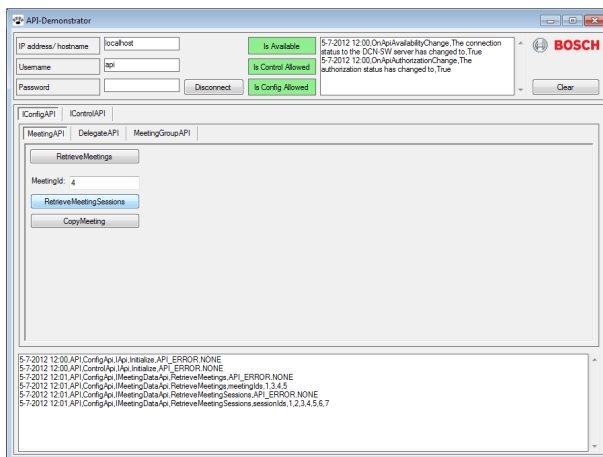 API-Demonstrator
IP address/ hostname
localhost
Is Available
5-7-2012 12:00,OnApiAvailabilityChange,The connection
status to the DCN-SW server has changed to,True
5-7-2012 12:00,OnApiAuthorizationChange,The
authorization status has changed to,True
BOSCH
Username
api
Is Control Allowed
Password
Disconnect
Is Config Allowed
Clear
IConfigAPI
IControlAPI
MeetingAPI
DelegateAPI
MeetingGroupAPI
RetrieveMeetings
MeetingId:
4
RetrieveMeetingSessions
CopyMeeting
5-7-2012 12:00,API,ConfigApi,IApi,Initialize,API_ERROR.NONE
5-7-2012 12:00,API,ControlApi,IApi,Initialize,API_ERROR.NONE
5-7-2012 12:01,API,ConfigApi,IMeetingDataApi,RetrieveMeetings,API_ERROR.NONE
5-7-2012 12:01,API,ConfigApi,IMeetingDataApi,RetrieveMeetings,meetingIds,1,3,4,5
5-7-2012 12:01,API,ConfigApi,IMeetingDataApi,RetrieveMeetingSessions,API_ERROR.NONE
5-7-2012 12:01,API,ConfigApi,IMeetingDataApi,RetrieveMeetingSessions,sessionIds,1,2,3,4,5,6,7